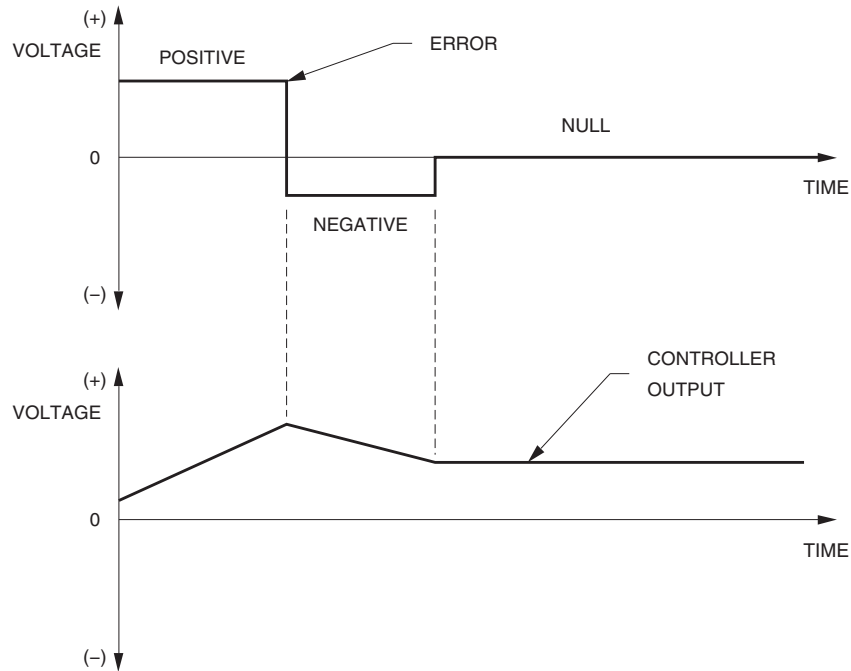 (+)
VOLTAGE
POSITIVE
ERROR
NULL
0
TIME
NEGATIVE
(–)
(+)
VOLTAGE
CONTROLLER
OUTPUT
0
TIME
(–)